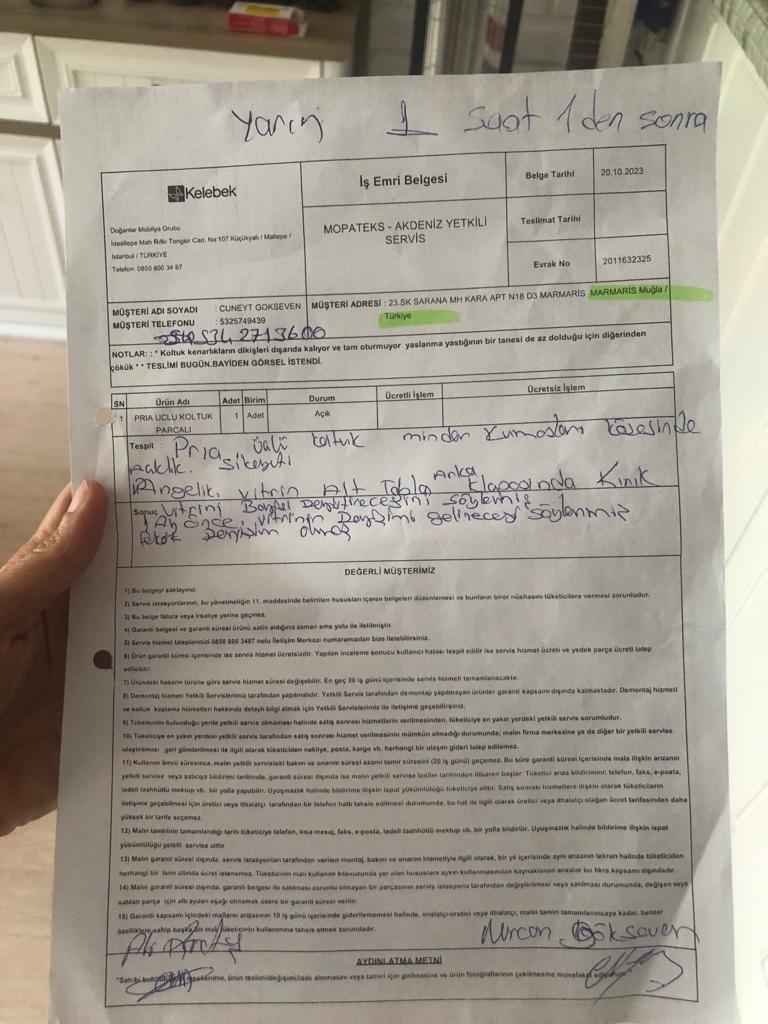 Yarın 1 saat 1 den sonra
Kelebek
Doğanlar Mobilya Grubu
İdealtepe Mah Rıfkı Tongsir Cad. No:107 Küçükyalı / Maltepe /
İstanbul / TÜRKİYE
Telefon: 0850 800 34 87
İş Emri Belgesi
MOPATEKS - AKDENİZ YETKİLİ
SERVİS
Belge Tarihi 20.10.2023
Teslimat Tarihi
Evrak No 2011632325
MÜŞTERİ ADI SOYADI : CUNEYT GOKSEVEN
MÜŞTERİ TELEFONU : 5325749439
MÜŞTERİ ADRESİ : 23.SK SARANA MH KARA APT N18 D3 MARMARİS MARMARİS Muğla /
Türkiye
534 2713600
NOTLAR: : * Koltuk kenarlıkların dikişleri dışarıda kalıyor ve tam oturmuyor yaslanma yastığının bir tanesi de az dolduğu için diğerinden
çökük * * TESLİMİ BUGÜN.BAYİDEN GÖRSEL İSTENDİ.
SN Ürün Adı Adet Birim Durum Ücretli İşlem Ücretsiz İşlem
1 PRIA UCLU KOLTUK 1 Adet Açık
PARCALI
Tespit : Pria üçlü koltuk minder kumaşları köşesinde
açıklık. Şikayeti
Angelik vitrin Alt Tabla Arka klapasında Kırık
Sonuç Vitrini Bayisi Değiştireceğini söylemiş
1 Ay önce vitrinin Değişimi gelirecegi söylenmiş
fakat Değişim olmamış
DEĞERLİ MÜŞTERİMİZ
1) Bu belgeyi saklayınız.
2) Servis istasyonlarının, bu yönetmeliğin 11. maddesinde belirtilen hususları içeren belgeleri düzenlemesi ve bunların birer nüshasını tüketicilere vermesi zorunludur.
3) Bu belge fatura veya irsaliye yerine geçmez.
4) Garanti belgesi ve garanti süresi ürünü satın aldığınız zaman sms yolu ile iletilmiştir.
5) Servis hizmet taleplerinizi 0850 800 3487 nolu İletişim Merkezi numaramızdan bize iletebilirsiniz.
6) Ürün garanti süresi içerisinde ise servis hizmet ücretsizdir. Yapılan inceleme sonucu kullanıcı hatası tespit edilir ise servis hizmet ücreti ve yedek parça ücreti talep
edilebilir.
7) Üründeki hasarın türüne göre hizmet süresi değişebilir. En geç 20 iş günü içerisinde servis hizmeti tamamlanacaktır.
8) Demontaj hizmeti Yetkili Servislerimiz tarafından yapılmalıdır. Yetkili Servis tarafından demontajı yapılmayan ürünler garanti kapsamı dışında kalmaktadır. Demontaj hizmeti
ve koltuk kaplama hizmetleri hakkında detaylı bilgi almak için Yetkili Servislerimiz ile iletişime geçebilirsiniz.
9) Tüketicinin bulunduğu yerde yetkili servis olmaması halinde satış sonrası hizmetlerin verilmesinden, tüketiciye en yakın yerdeki yetkili servis sorumludur.
10) Tüketiciye en yakın yerdeki yetkili servis tarafından satış sonrası hizmet verilmesinin mümkün olmadığı durumunda; malın firma merkezine ya da diğer bir yetkili servise
ulaştırılması geri gönderilmesi ile ilgili olarak tüketiciden nakliye, posta, kargo vb. herhangi bir ulaşım gideri talep edilemez.
11) Kullanım ömrü süresince, malın yetkili servisteki bakım ve onarım süresi azami tamir süresini (20 iş günü) geçemez. Bu süre garanti süresi içerisinde mala ilişkin arızanın
yetkili servise veya satıcıya bildirimi tarihinde, garanti süresi dışında ise malın yetkili servise teslim tarihinden itibaren başlar. Tüketici arıza bildirimini; telefon, faks, e-posta,
iadeli taahhütlü mektup vb. bir yolla yapabilir. Uyuşmazlık halinde bildirime ilişkin ispat yükümlülüğü tüketiciye aittir. Satış sonrası hizmetlere ilişkin olarak tüketicilerin
iletişime geçebilmesi için üretici veya ithalatçı tarafından bir telefon hattı tahsis edilmesi durumunda, bu hat ile ilgili olarak üretici veya ithalatçı olağan ücret tarifesinden daha
yüksek bir tarife seçemez.
12) Malın tamirinin tamamlandığı tarih tüketiciye telefon, kısa mesaj, faks, e-posta, iadeli taahhütlü mektup vb. bir yolla bildirilir. Uyuşmazlık halinde bildirime ilişkin ispat
yükümlülüğü yetkili servise aittir
13) Malın garanti süresi dışında, servis istasyonları tarafından verilen montaj, bakım ve onarım hizmetiyle ilgili olarak, bir yıl içerisinde aynı arızanın tekrarı halinde tüketiciden
herhangi bir isim altında ücret istenemez. Tüketicinin malı kullanım kılavuzunda yer alan hususlara aykırı kullanmasından kaynaklanan arızalar bu fıkra kapsamı dışındadır.
14) Malın garanti süresi dışında, garanti belgesi ile satılması zorunlu olmayan bir parçasının servis istasyonu tarafından değiştirilmesi veya satılması durumunda, değişen veya
satılan parça için altı aydan aşağı olmamak üzere bir garanti süresi verilir.
15) Garanti kapsamı içindeki malların arızasının 10 iş günü içerisinde giderilememesi halinde, imalatçı-üretici veya ithalatçı, malın tamiri tamamlanıncaya kadar, benzer
özelliklere sahip başka bir malı tüketicinin kullanımına tahsis etmek zorundadır.
Nurcan Gökseven
AYDINLATMA METNİ
"Sahibi meskenime, ürün teslimi/değişimi/iade alınması veya tamiri için girilmesine ve ürün fotoğraflarının çekilmesine muvafakat